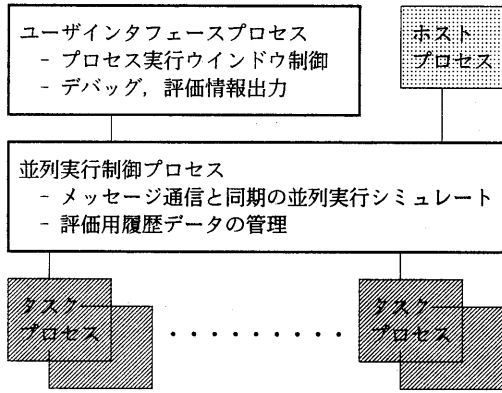 ユーザインタフェースプロセス
- プロセス実行ウインドウ制御
- デバッグ，評価情報出力
ホスト
プロセス
並列実行制御プロセス
- メッセージ通信と同期の並列実行シミュレート
- 評価用履歴データの管理
タスク
プロセス
・・・・・・・・・
タスク
プロセス